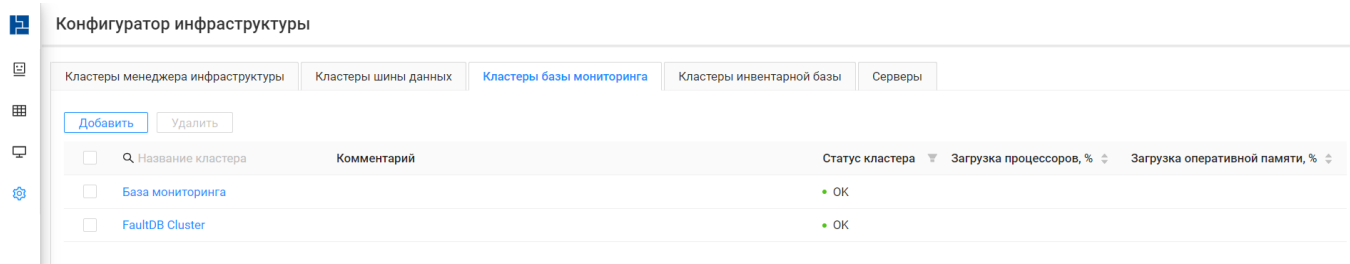 Конфигуратор инфраструктуры
Кластеры менеджера инфраструктуры Кластеры шины данных Кластеры базы мониторинга Кластеры инвентарной базы Серверы
Добавить Удалить
Название кластера Комментарий Статус кластера Загрузка процессоров, % Загрузка оперативной памяти, %
База мониторинга OK
FaultDB Cluster OK